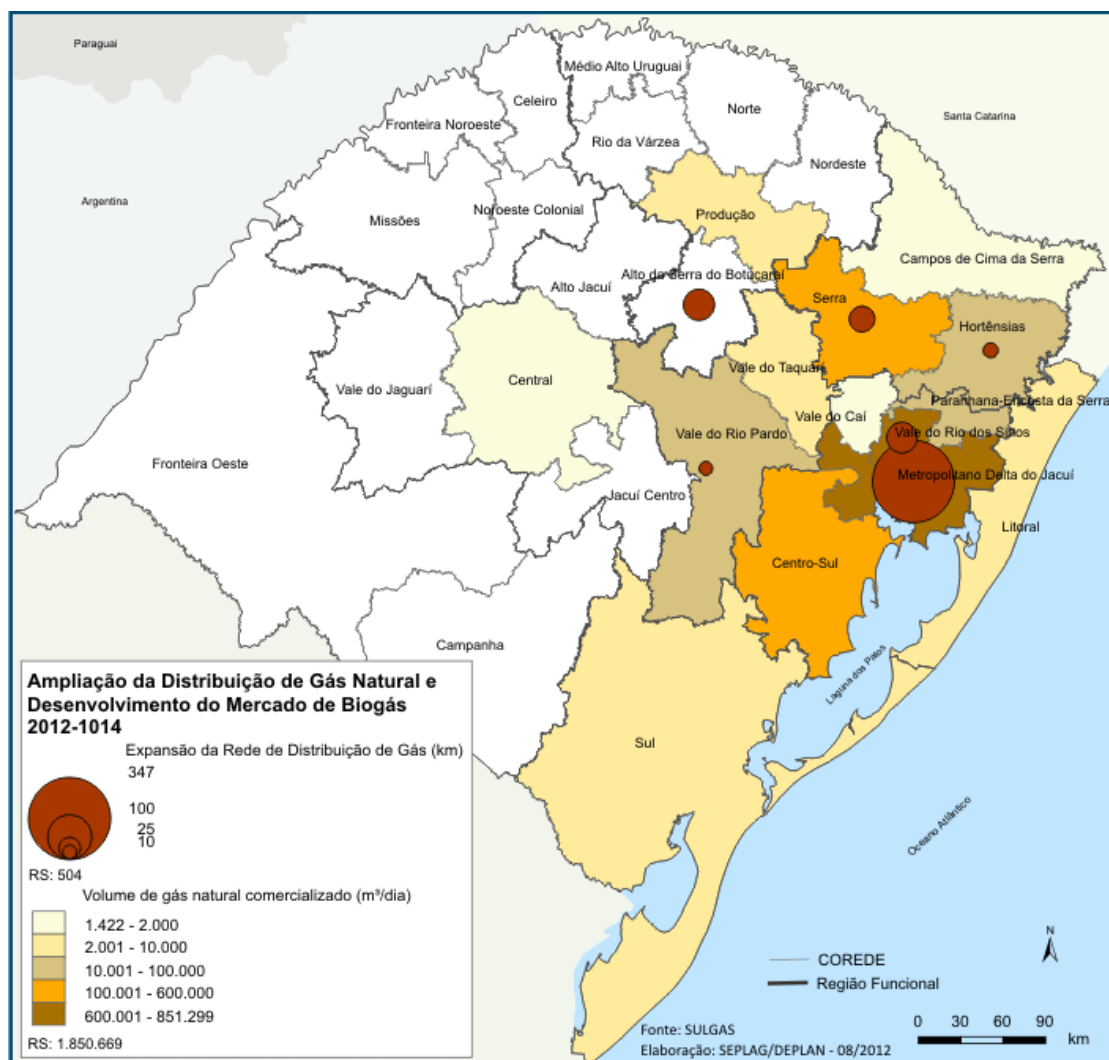 Paraguai
Argentina
Santa Catarina
Médio Alto Uruguai
Celeiro
Norte
Fronteira Noroeste
Rio da Várzea
Nordeste
Missões
Noroeste Colonial
Produção
Campos de Cima da Serra
Alto da Serra do Botucaraí
Alto Jacuí
Serra
Hortênsias
Vale do Jaguarí
Central
Vale do Taquari
Paranhana-Encosta da Serra
Vale do Caí
Vale do Rio Pardo
Vale do Rio dos Sinos
Fronteira Oeste
Metropolitano Delta do Jacuí
Jacuí Centro
Litoral
Centro-Sul
Campanha
Laguna dos Patos
Sul
Oceano Atlântico
Ampliação da Distribuição de Gás Natural e
Desenvolvimento do Mercado de Biogás
2012-1014
Expansão da Rede de Distribuição de Gás (km)
347
100
25
10
RS: 504
Volume de gás natural comercializado (m³/dia)
1.422 - 2.000
2.001 - 10.000
10.001 - 100.000
100.001 - 600.000
600.001 - 851.299
RS: 1.850.669
N
COREDE
Região Funcional
Fonte: SULGAS
Elaboração: SEPLAG/DEPLAN - 08/2012
0 30 60 90
km